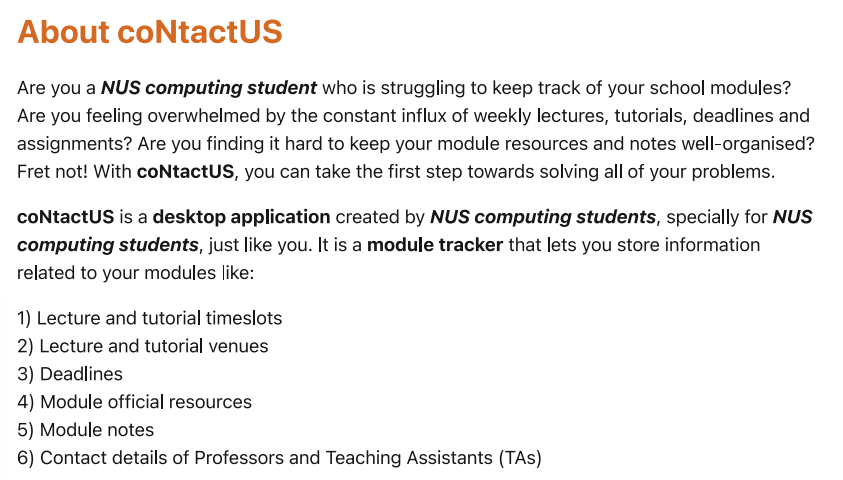 About coNtactUS
Are you a NUS computing student who is struggling to keep track of your school modules?
Are you feeling overwhelmed by the constant influx of weekly lectures, tutorials, deadlines and
assignments? Are you finding it hard to keep your module resources and notes well-organised?
Fret not! With coNtactUS, you can take the first step towards solving all of your problems.
coNtactUS is a desktop application created by NUS computing students, specially for NUS
computing students, just like you. It is a module tracker that lets you store information
related to your modules like:
1) Lecture and tutorial timeslots
2) Lecture and tutorial venues
3) Deadlines
4) Module official resources
5) Module notes
6) Contact details of Professors and Teaching Assistants (TAs)